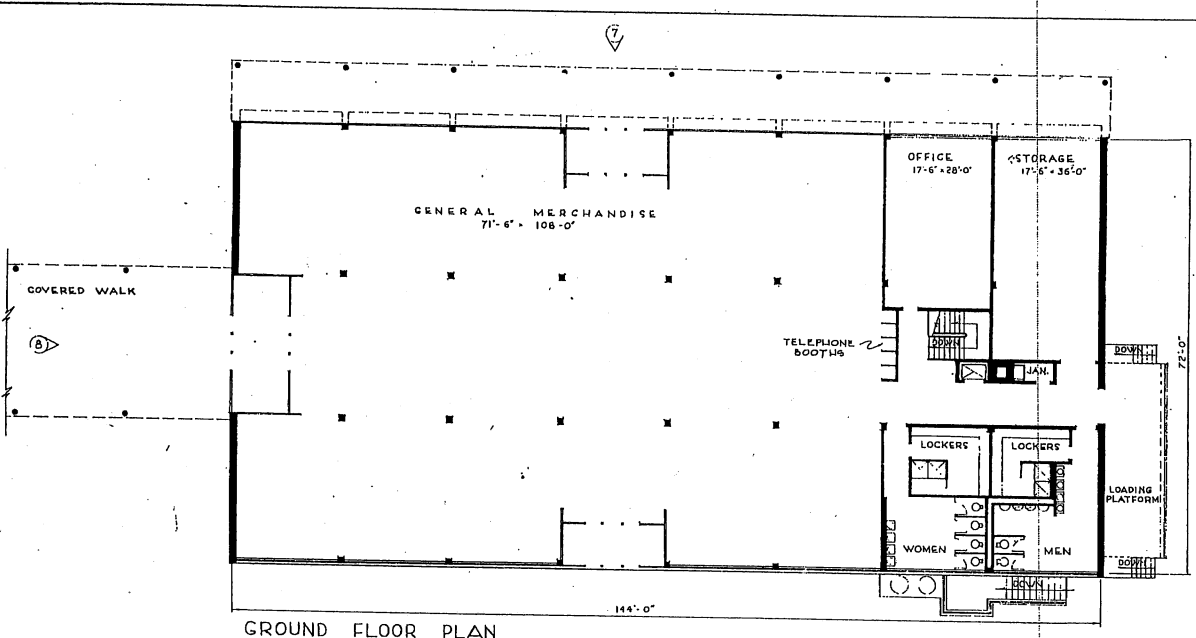 7
OFFICE
17'-6" × 28'-0"
STORAGE
17'-6" × 36'-0"
GENERAL MERCHANDISE
71'-6" × 108'-0"
COVERED WALK
8
TELEPHONE
BOOTHS
DOWN
JAN.
DOWN
72'-0"
LOCKERS
LOCKERS
LOADING
PLATFORM
WOMEN
MEN
DOWN
DOWN
144'-0"
GROUND FLOOR PLAN